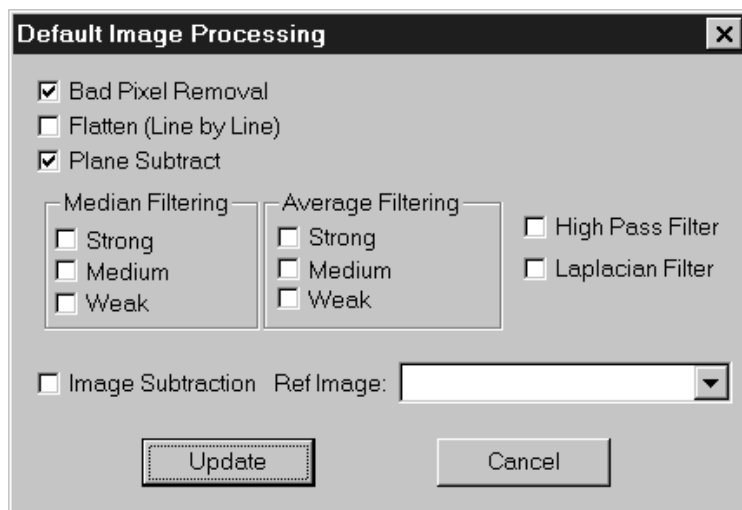 Default Image Processing
Bad Pixel Removal
Flatten (Line by Line)
Plane Subtract
Median Filtering
Strong
Medium
Weak
Average Filtering
Strong
Medium
Weak
High Pass Filter
Laplacian Filter
Image Subtraction Ref Image:
Update Cancel